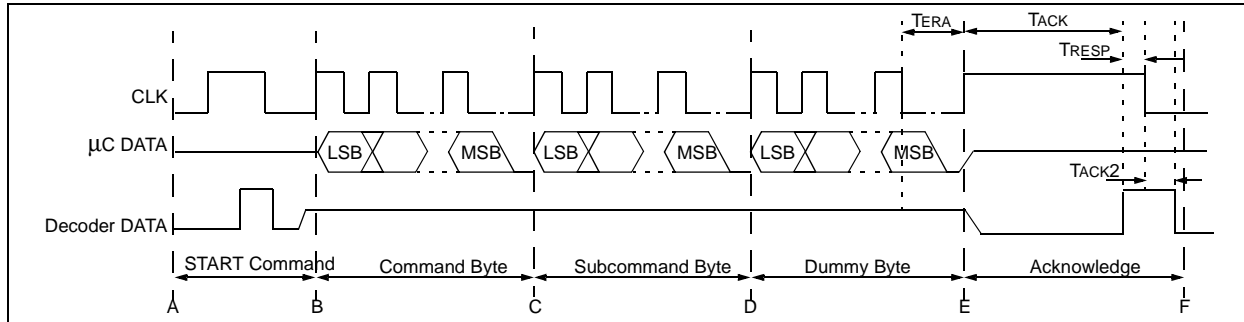 TERA
TACK
TRESP
CLK
µC DATA
LSB
MSB
LSB
MSB
LSB
MSB
TACK2
Decoder DATA
START Command
Command Byte
Subcommand Byte
Dummy Byte
Acknowledge
A
B
C
D
E
F